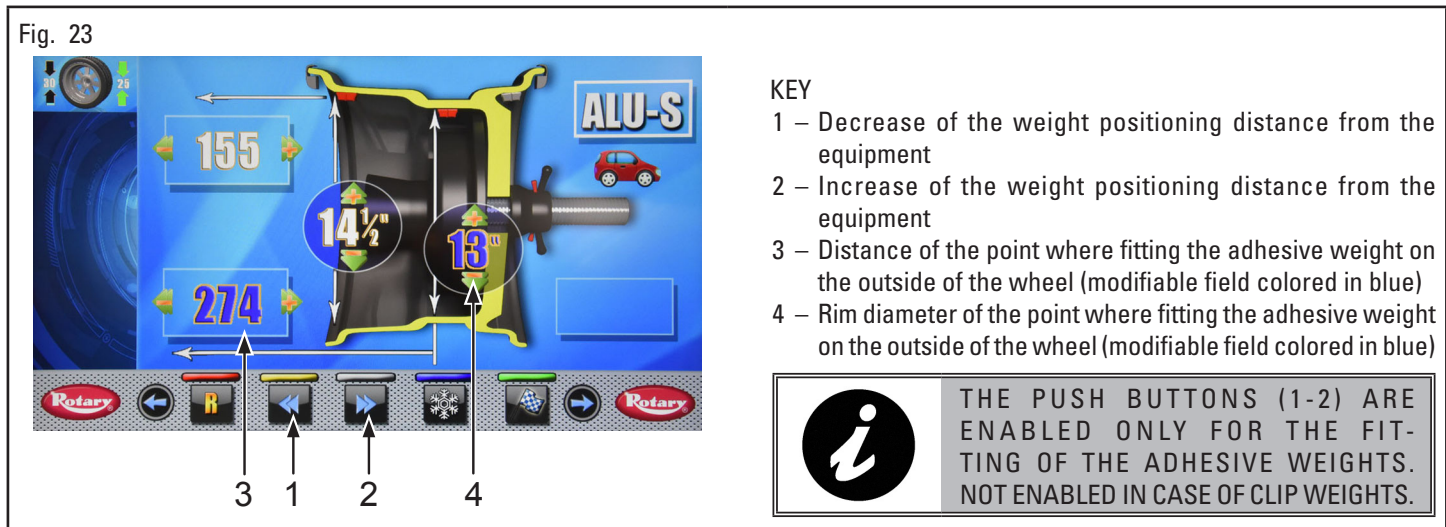 Fig. 23
30
25
ALU-S
155
14 1/2"
13"
274
Rotary
R
Rotary
3
1
2
4
KEY
1 – Decrease of the weight positioning distance from the
equipment
2 – Increase of the weight positioning distance from the
equipment
3 – Distance of the point where fitting the adhesive weight on
the outside of the wheel (modifiable field colored in blue)
4 – Rim diameter of the point where fitting the adhesive weight
on the outside of the wheel (modifiable field colored in blue)
i
THE PUSH BUTTONS (1-2) ARE
ENABLED ONLY FOR THE FIT-
TING OF THE ADHESIVE WEIGHTS.
NOT ENABLED IN CASE OF CLIP WEIGHTS.